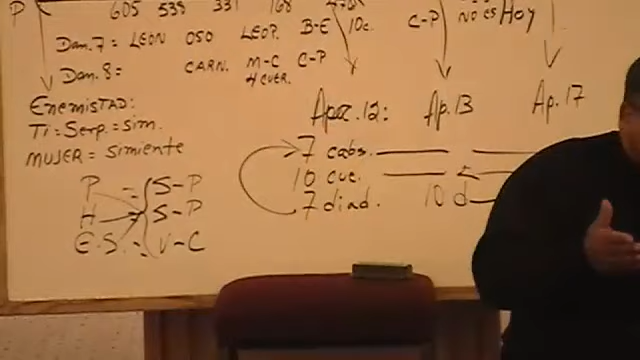 P 605 539 331 168
Dan. 7 = LEON OSO LEOP. B-E 10c. C-P NO ES HOY
Dan. 8 = CARN. M-C C-P
4 CUER.
ENEMISTAD: Apoc. 12: Ap. 13 Ap. 17
Ti = Serp. = Sim.
MUJER = Simiente 7 cabs.
P = S-P 10 cue.
H S-P 7 diad. 10 d
E.S. V-C